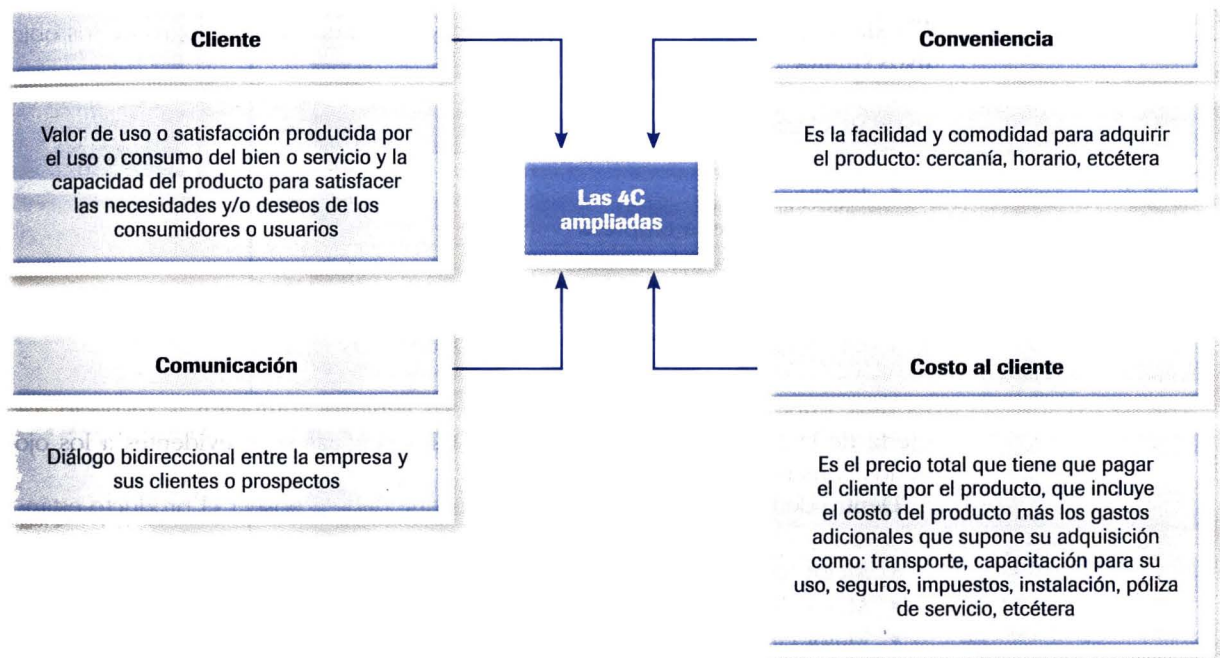 Cliente
Valor de uso o satisfacción producida por
el uso o consumo del bien o servicio y la
capacidad del producto para satisfacer
las necesidades y/o deseos de los
consumidores o usuarios
Conveniencia
Es la facilidad y comodidad para adquirir
el producto: cercanía, horario, etcétera
Las 4C
ampliadas
Comunicación
Diálogo bidireccional entre la empresa y
sus clientes o prospectos
Costo al cliente
Es el precio total que tiene que pagar
el cliente por el producto, que incluye
el costo del producto más los gastos
adicionales que supone su adquisición
como: transporte, capacitación para su
uso, seguros, impuestos, instalación, póliza
de servicio, etcétera